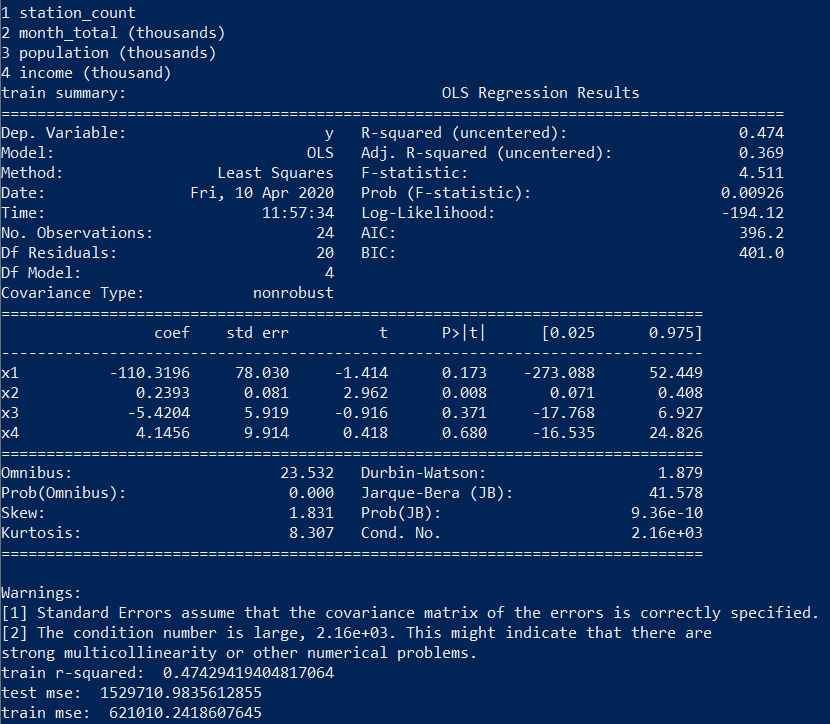 1 station_count
2 month_total (thousands)
3 population (thousands)
4 income (thousand)
train summary:                                   OLS Regression Results
=======================================================================================
Dep. Variable:                      y   R-squared (uncentered):                   0.474
Model:                            OLS   Adj. R-squared (uncentered):              0.369
Method:                 Least Squares   F-statistic:                              4.511
Date:                Fri, 10 Apr 2020   Prob (F-statistic):                     0.00926
Time:                        11:57:34   Log-Likelihood:                         -194.12
No. Observations:                  24   AIC:                                      396.2
Df Residuals:                      20   BIC:                                      401.0
Df Model:                           4
Covariance Type:            nonrobust
==============================================================================
                 coef    std err          t      P>|t|      [0.025      0.975]
------------------------------------------------------------------------------
x1          -110.3196     78.030     -1.414      0.173    -273.088      52.449
x2             0.2393      0.081      2.962      0.008       0.071       0.408
x3            -5.4204      5.919     -0.916      0.371     -17.768       6.927
x4             4.1456      9.914      0.418      0.680     -16.535      24.826
==============================================================================
Omnibus:                       23.532   Durbin-Watson:                   1.879
Prob(Omnibus):                  0.000   Jarque-Bera (JB):               41.578
Skew:                           1.831   Prob(JB):                     9.36e-10
Kurtosis:                       8.307   Cond. No.                     2.16e+03
==============================================================================
Warnings:
[1] Standard Errors assume that the covariance matrix of the errors is correctly specified.
[2] The condition number is large, 2.16e+03. This might indicate that there are
strong multicollinearity or other numerical problems.
train r-squared:  0.47429419404817064
test mse:  1529710.9835612855
train mse:  621010.2418607645